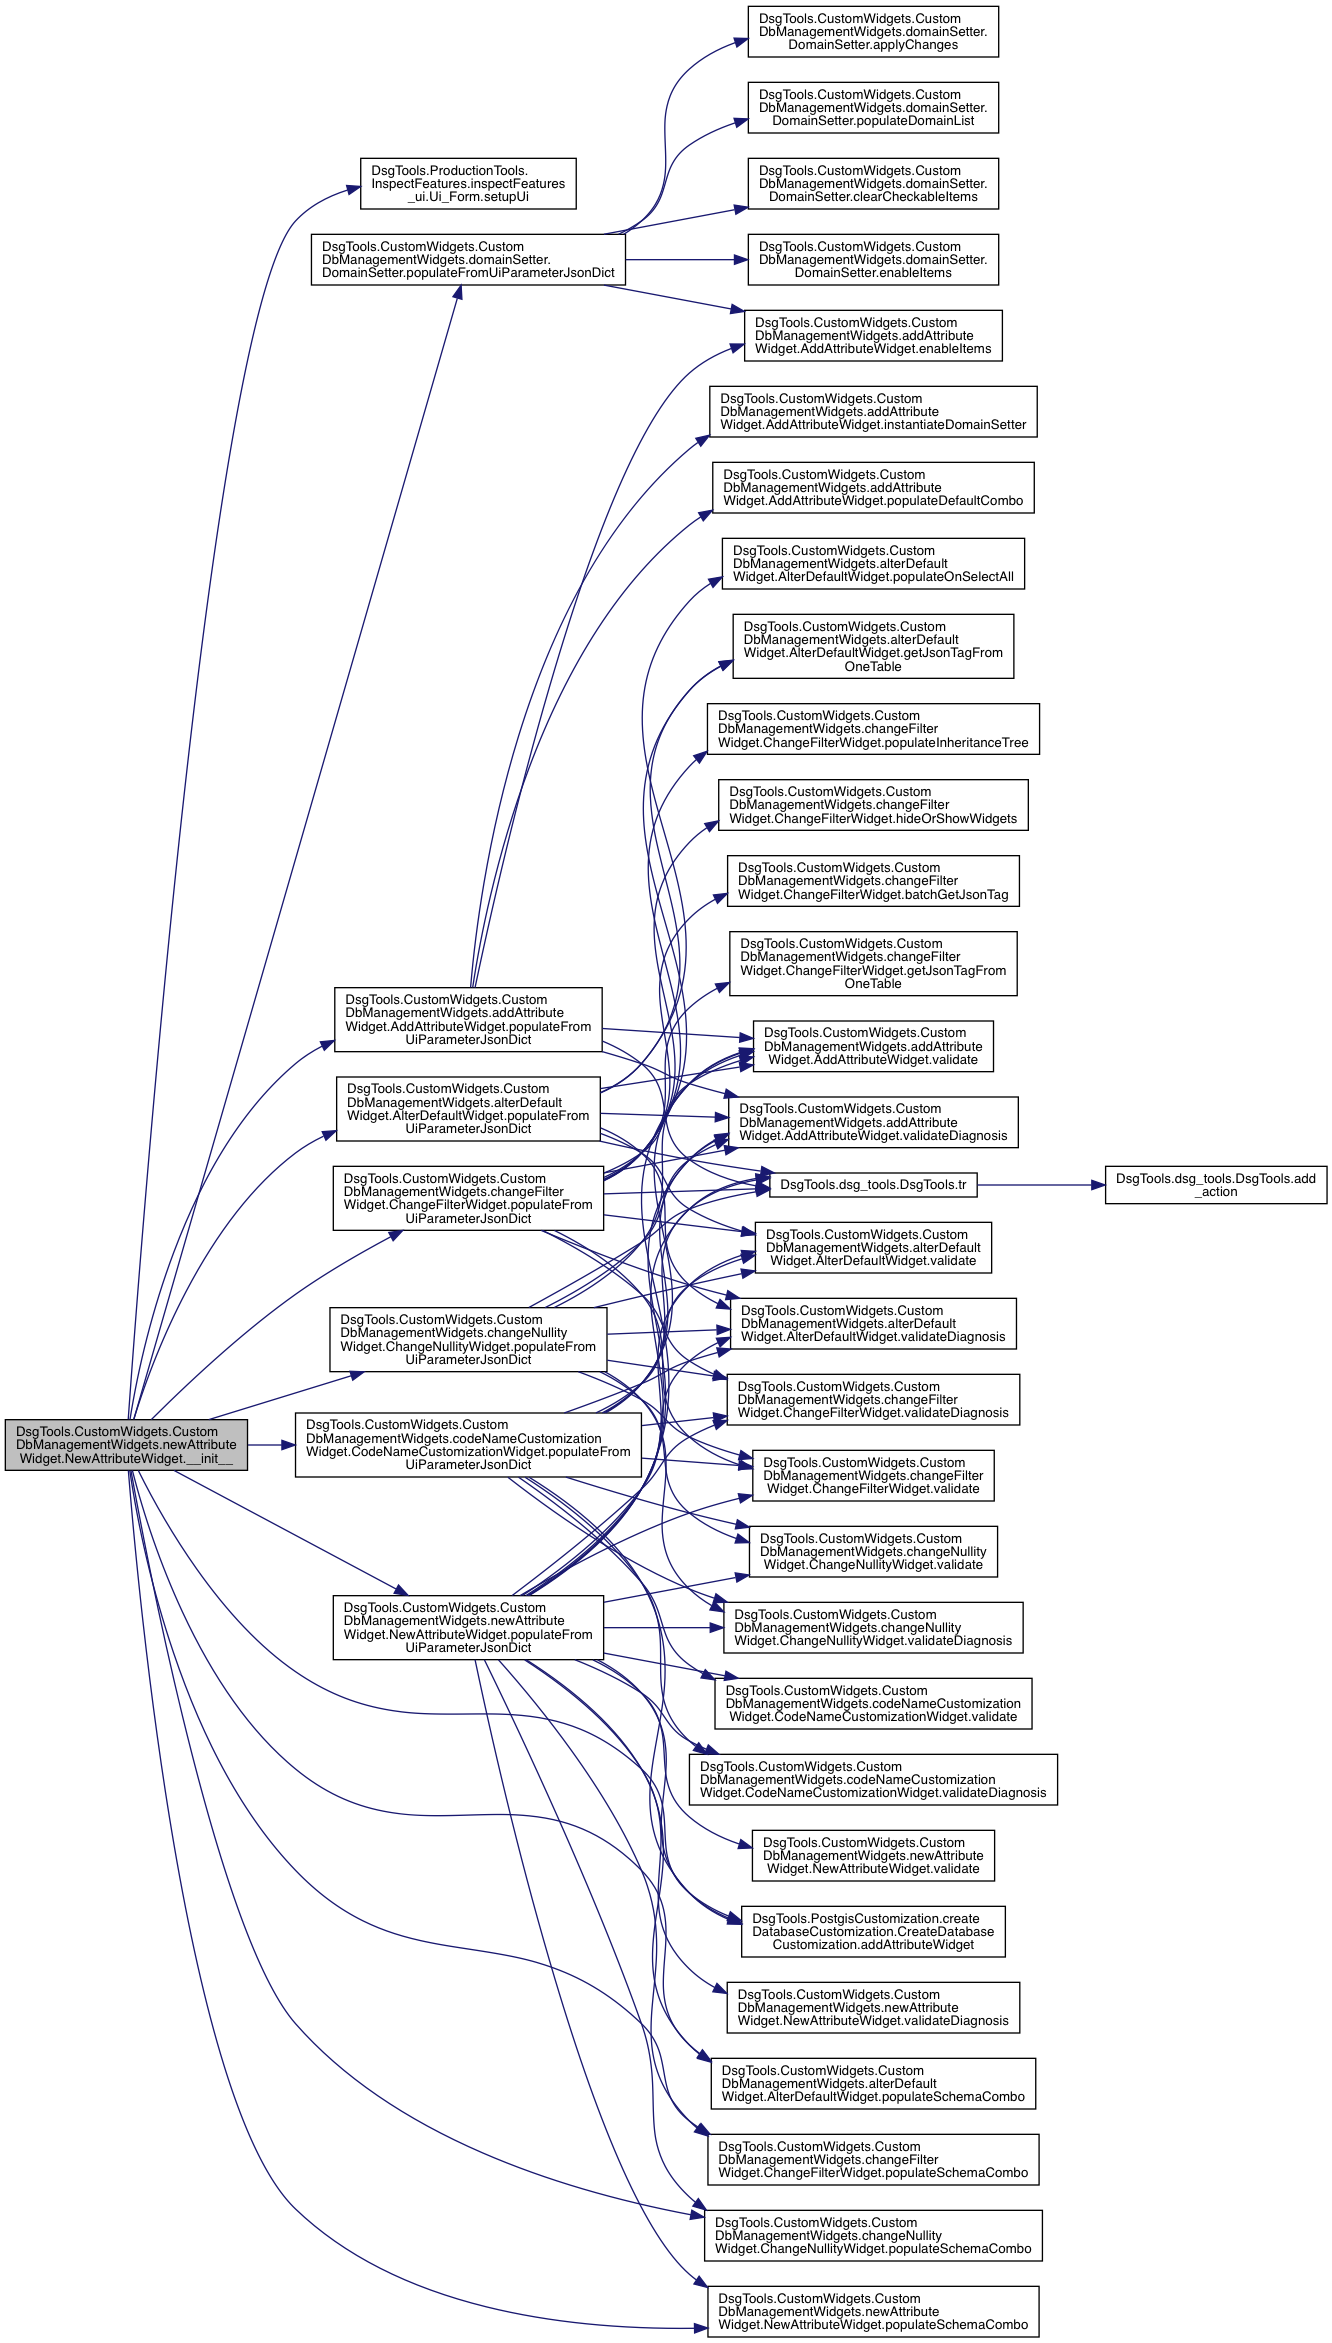 DsgTools.CustomWidgets.Custom
DbManagementWidgets.newAttribute
Widget.NewAttributeWidget.__init__
DsgTools.ProductionTools.
InspectFeatures.inspectFeatures
_ui.Ui_Form.setupUi
DsgTools.CustomWidgets.Custom
DbManagementWidgets.domainSetter.
DomainSetter.populateFromUiParameterJsonDict
DsgTools.CustomWidgets.Custom
DbManagementWidgets.addAttribute
Widget.AddAttributeWidget.populateFrom
UiParameterJsonDict
DsgTools.CustomWidgets.Custom
DbManagementWidgets.alterDefault
Widget.AlterDefaultWidget.populateFrom
UiParameterJsonDict
DsgTools.CustomWidgets.Custom
DbManagementWidgets.changeFilter
Widget.ChangeFilterWidget.populateFrom
UiParameterJsonDict
DsgTools.CustomWidgets.Custom
DbManagementWidgets.changeNullity
Widget.ChangeNullityWidget.populateFrom
UiParameterJsonDict
DsgTools.CustomWidgets.Custom
DbManagementWidgets.codeNameCustomization
Widget.CodeNameCustomizationWidget.populateFrom
UiParameterJsonDict
DsgTools.CustomWidgets.Custom
DbManagementWidgets.newAttribute
Widget.NewAttributeWidget.populateFrom
UiParameterJsonDict
DsgTools.CustomWidgets.Custom
DbManagementWidgets.domainSetter.
DomainSetter.applyChanges
DsgTools.CustomWidgets.Custom
DbManagementWidgets.domainSetter.
DomainSetter.populateDomainList
DsgTools.CustomWidgets.Custom
DbManagementWidgets.domainSetter.
DomainSetter.clearCheckableItems
DsgTools.CustomWidgets.Custom
DbManagementWidgets.domainSetter.
DomainSetter.enableItems
DsgTools.CustomWidgets.Custom
DbManagementWidgets.addAttribute
Widget.AddAttributeWidget.enableItems
DsgTools.CustomWidgets.Custom
DbManagementWidgets.addAttribute
Widget.AddAttributeWidget.instantiateDomainSetter
DsgTools.CustomWidgets.Custom
DbManagementWidgets.addAttribute
Widget.AddAttributeWidget.populateDefaultCombo
DsgTools.CustomWidgets.Custom
DbManagementWidgets.alterDefault
Widget.AlterDefaultWidget.populateOnSelectAll
DsgTools.CustomWidgets.Custom
DbManagementWidgets.alterDefault
Widget.AlterDefaultWidget.getJsonTagFrom
OneTable
DsgTools.CustomWidgets.Custom
DbManagementWidgets.changeFilter
Widget.ChangeFilterWidget.populateInheritanceTree
DsgTools.CustomWidgets.Custom
DbManagementWidgets.changeFilter
Widget.ChangeFilterWidget.hideOrShowWidgets
DsgTools.CustomWidgets.Custom
DbManagementWidgets.changeFilter
Widget.ChangeFilterWidget.batchGetJsonTag
DsgTools.CustomWidgets.Custom
DbManagementWidgets.changeFilter
Widget.ChangeFilterWidget.getJsonTagFrom
OneTable
DsgTools.CustomWidgets.Custom
DbManagementWidgets.addAttribute
Widget.AddAttributeWidget.validate
DsgTools.CustomWidgets.Custom
DbManagementWidgets.addAttribute
Widget.AddAttributeWidget.validateDiagnosis
DsgTools.dsg_tools.DsgTools.tr
DsgTools.dsg_tools.DsgTools.add
_action
DsgTools.CustomWidgets.Custom
DbManagementWidgets.alterDefault
Widget.AlterDefaultWidget.validate
DsgTools.CustomWidgets.Custom
DbManagementWidgets.alterDefault
Widget.AlterDefaultWidget.validateDiagnosis
DsgTools.CustomWidgets.Custom
DbManagementWidgets.changeFilter
Widget.ChangeFilterWidget.validateDiagnosis
DsgTools.CustomWidgets.Custom
DbManagementWidgets.changeFilter
Widget.ChangeFilterWidget.validate
DsgTools.CustomWidgets.Custom
DbManagementWidgets.changeNullity
Widget.ChangeNullityWidget.validate
DsgTools.CustomWidgets.Custom
DbManagementWidgets.changeNullity
Widget.ChangeNullityWidget.validateDiagnosis
DsgTools.CustomWidgets.Custom
DbManagementWidgets.codeNameCustomization
Widget.CodeNameCustomizationWidget.validate
DsgTools.CustomWidgets.Custom
DbManagementWidgets.codeNameCustomization
Widget.CodeNameCustomizationWidget.validateDiagnosis
DsgTools.CustomWidgets.Custom
DbManagementWidgets.newAttribute
Widget.NewAttributeWidget.validate
DsgTools.PostgisCustomization.create
DatabaseCustomization.CreateDatabase
Customization.addAttributeWidget
DsgTools.CustomWidgets.Custom
DbManagementWidgets.newAttribute
Widget.NewAttributeWidget.validateDiagnosis
DsgTools.CustomWidgets.Custom
DbManagementWidgets.alterDefault
Widget.AlterDefaultWidget.populateSchemaCombo
DsgTools.CustomWidgets.Custom
DbManagementWidgets.changeFilter
Widget.ChangeFilterWidget.populateSchemaCombo
DsgTools.CustomWidgets.Custom
DbManagementWidgets.changeNullity
Widget.ChangeNullityWidget.populateSchemaCombo
DsgTools.CustomWidgets.Custom
DbManagementWidgets.newAttribute
Widget.NewAttributeWidget.populateSchemaCombo